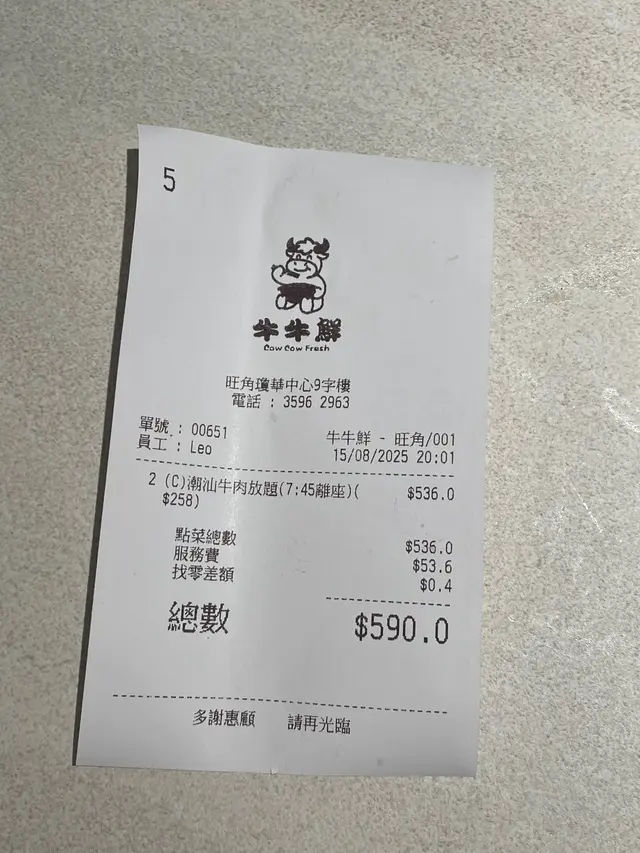 5
牛牛鮮
Cow Cow Fresh
旺角瓊華中心9字樓
電話 : 3596 2963
單號 : 00651
牛牛鮮 - 旺角/001
員工 : Leo
15/08/2025 20:01
2 (C)潮汕牛肉放題(7:45離座)( $536.0
$258)
點菜總數 $536.0
服務費 $53.6
找零差額 $0.4
總數 $590.0
多謝惠顧 請再光臨